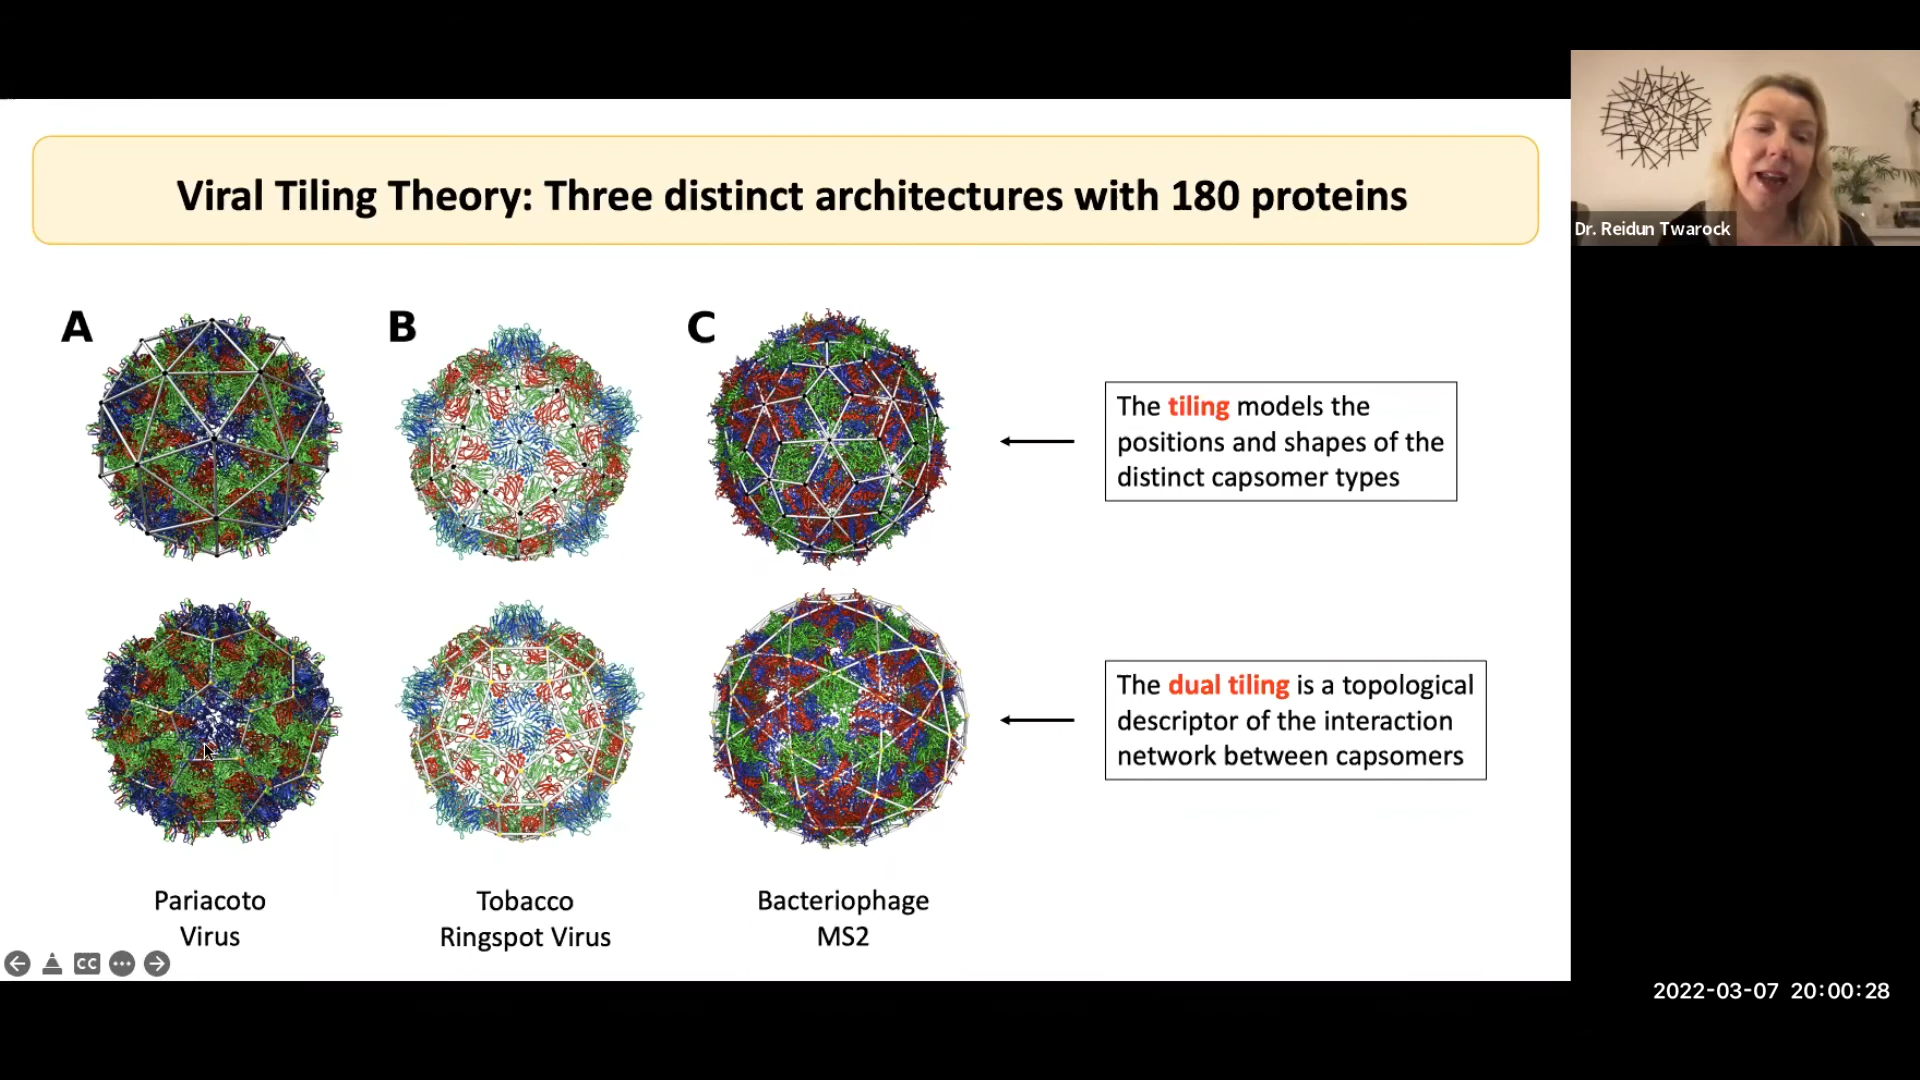 Viral Tiling Theory: Three distinct architectures with 180 proteins
Dr. Reidun Twarock
A
B
C
The tiling models the
positions and shapes of the
distinct capsomer types
The dual tiling is a topological
descriptor of the interaction
network between capsomers
Pariacoto
Virus
Tobacco
Ringspot Virus
Bacteriophage
MS2
CC
2022-03-07 20:00:28